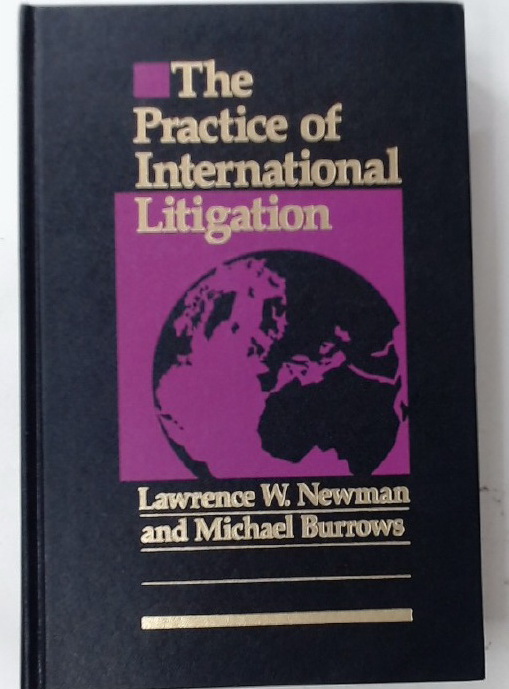 The
Practice of
International
Litigation
Lawrence W. Newman
and Michael Burrows